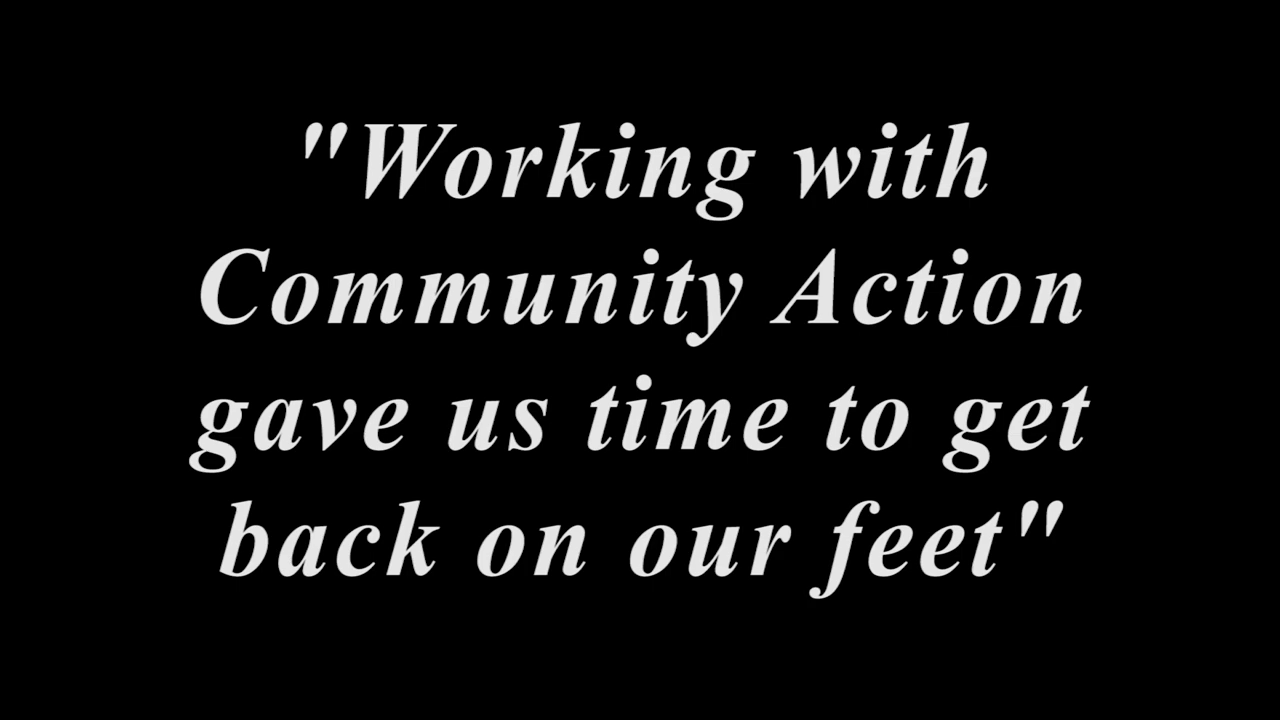 "Working with
Community Action
gave us time to get
back on our feet"